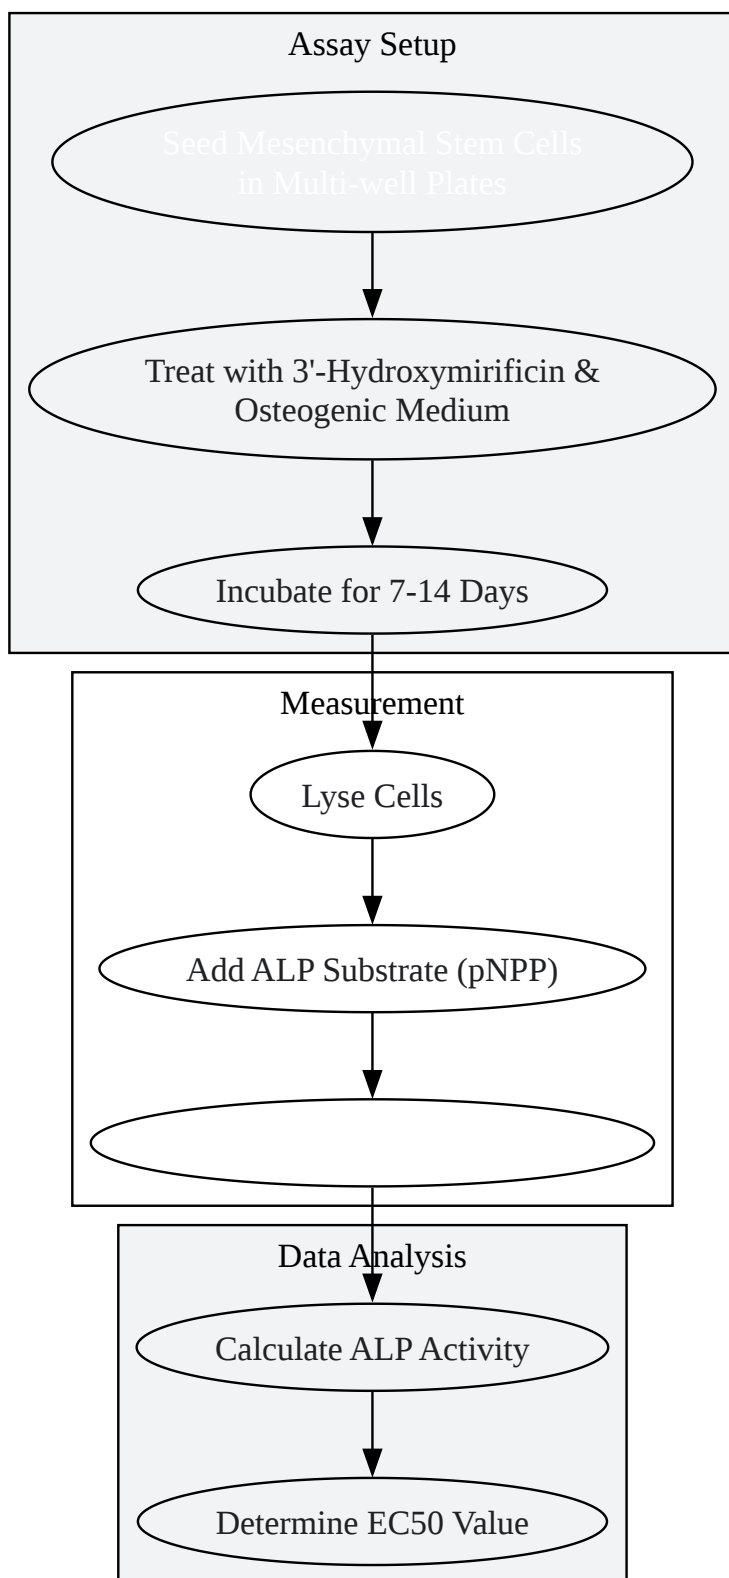 Assay Setup
Seed Mesenchymal Stem Cells
in Multi-well Plates
Treat with 3'-Hydroxymirificin &
Osteogenic Medium
Incubate for 7-14 Days
Measurement
Lyse Cells
Add ALP Substrate (pNPP)
Data Analysis
Calculate ALP Activity
Determine EC50 Value